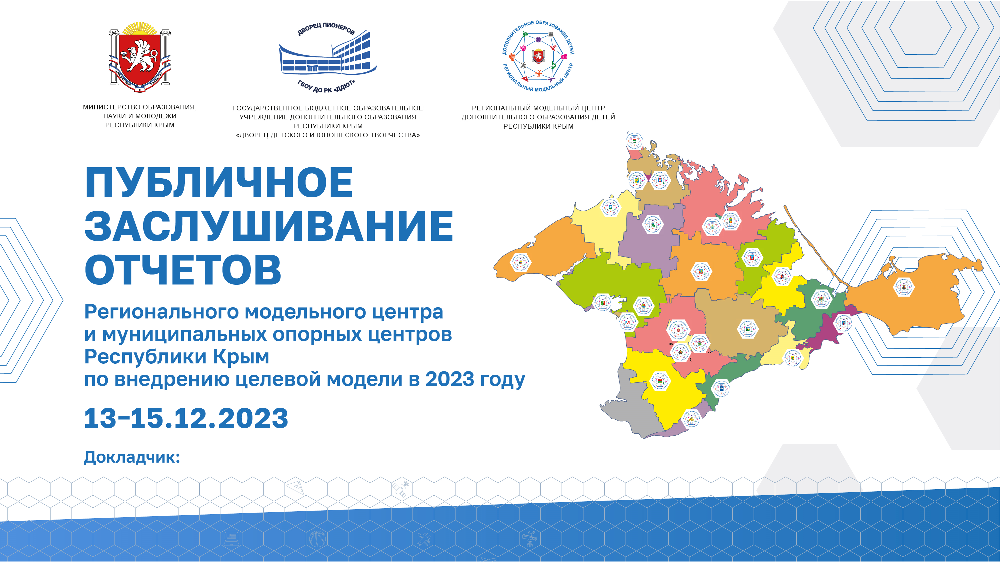 ПРОЦВЕТАНИЕ В ЕДИНСТВЕ
ДВОРЕЦ ПИОНЕРОВ
ГБОУ ДО РК «ДДЮТ»
ДОПОЛНИТЕЛЬНОЕ ОБРАЗОВАНИЕ ДЕТЕЙ
РЕГИОНАЛЬНЫЙ МОДЕЛЬНЫЙ ЦЕНТР
МИНИСТЕРСТВО ОБРАЗОВАНИЯ,
НАУКИ И МОЛОДЕЖИ
РЕСПУБЛИКИ КРЫМ
ГОСУДАРСТВЕННОЕ БЮДЖЕТНОЕ ОБРАЗОВАТЕЛЬНОЕ
УЧРЕЖДЕНИЕ ДОПОЛНИТЕЛЬНОГО ОБРАЗОВАНИЯ
РЕСПУБЛИКИ КРЫМ
«ДВОРЕЦ ДЕТСКОГО И ЮНОШЕСКОГО ТВОРЧЕСТВА»
РЕГИОНАЛЬНЫЙ МОДЕЛЬНЫЙ ЦЕНТР
ДОПОЛНИТЕЛЬНОГО ОБРАЗОВАНИЯ ДЕТЕЙ
РЕСПУБЛИКИ КРЫМ
ПУБЛИЧНОЕ
ЗАСЛУШИВАНИЕ
ОТЧЕТОВ
Регионального модельного центра
и муниципальных опорных центров
Республики Крым
по внедрению целевой модели в 2023 году
13-15.12.2023
Докладчик: